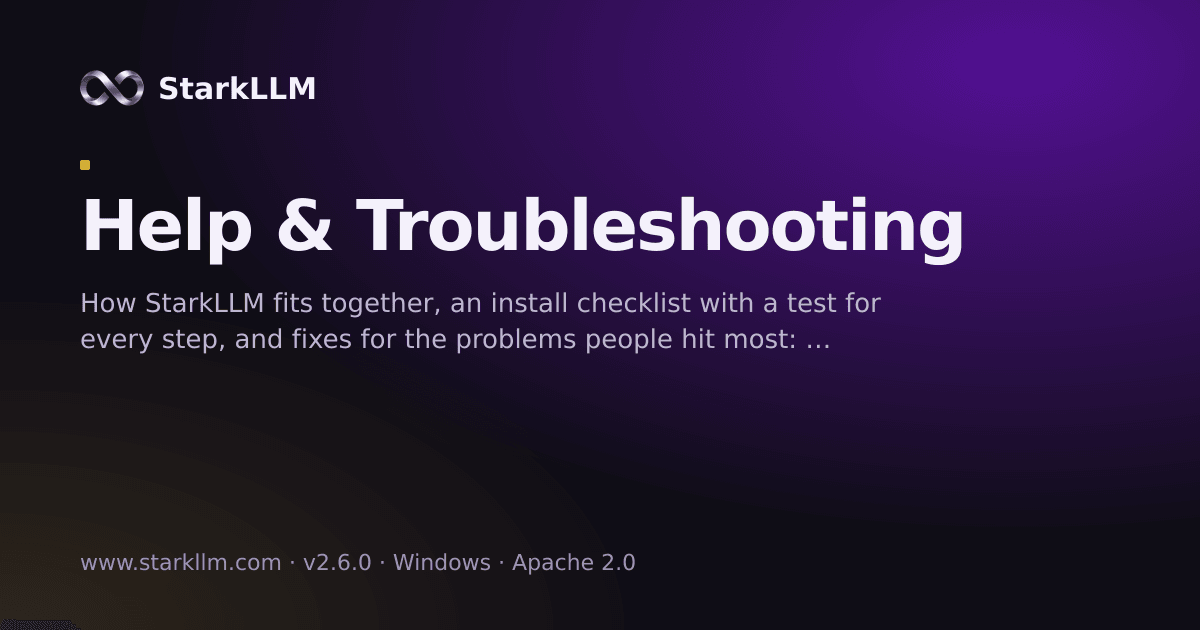 StarkLLM
Help & Troubleshooting
How StarkLLM fits together, an install checklist with a test for
every step, and fixes for the problems people hit most: ...
www.starkllm.com · v2.6.0 · Windows · Apache 2.0